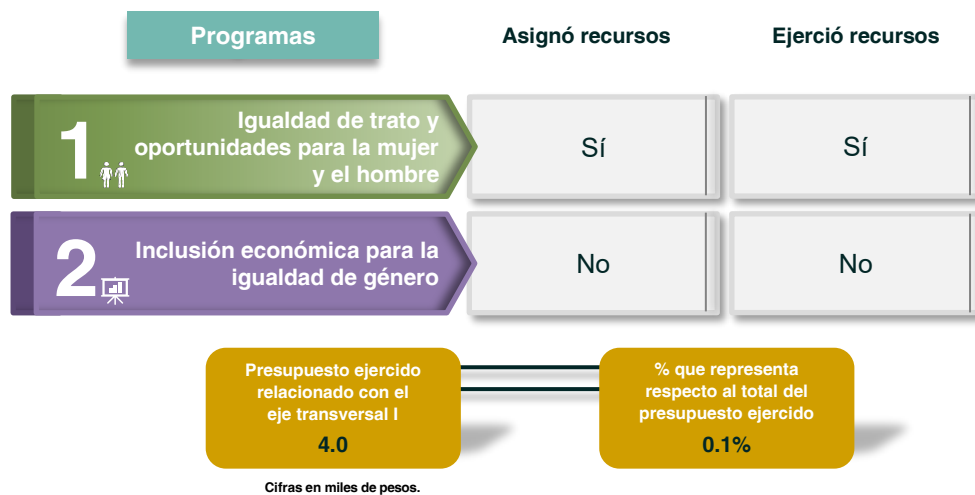 Programas
Asignó recursos
Ejerció recursos
1
Igualdad de trato y
oportunidades para la mujer
y el hombre
Sí
Sí
2
Inclusión económica para la
igualdad de género
No
No
Presupuesto ejercido
relacionado con el
eje transversal I
4.0
% que representa
respecto al total del
presupuesto ejercido
0.1%
Cifras en miles de pesos.